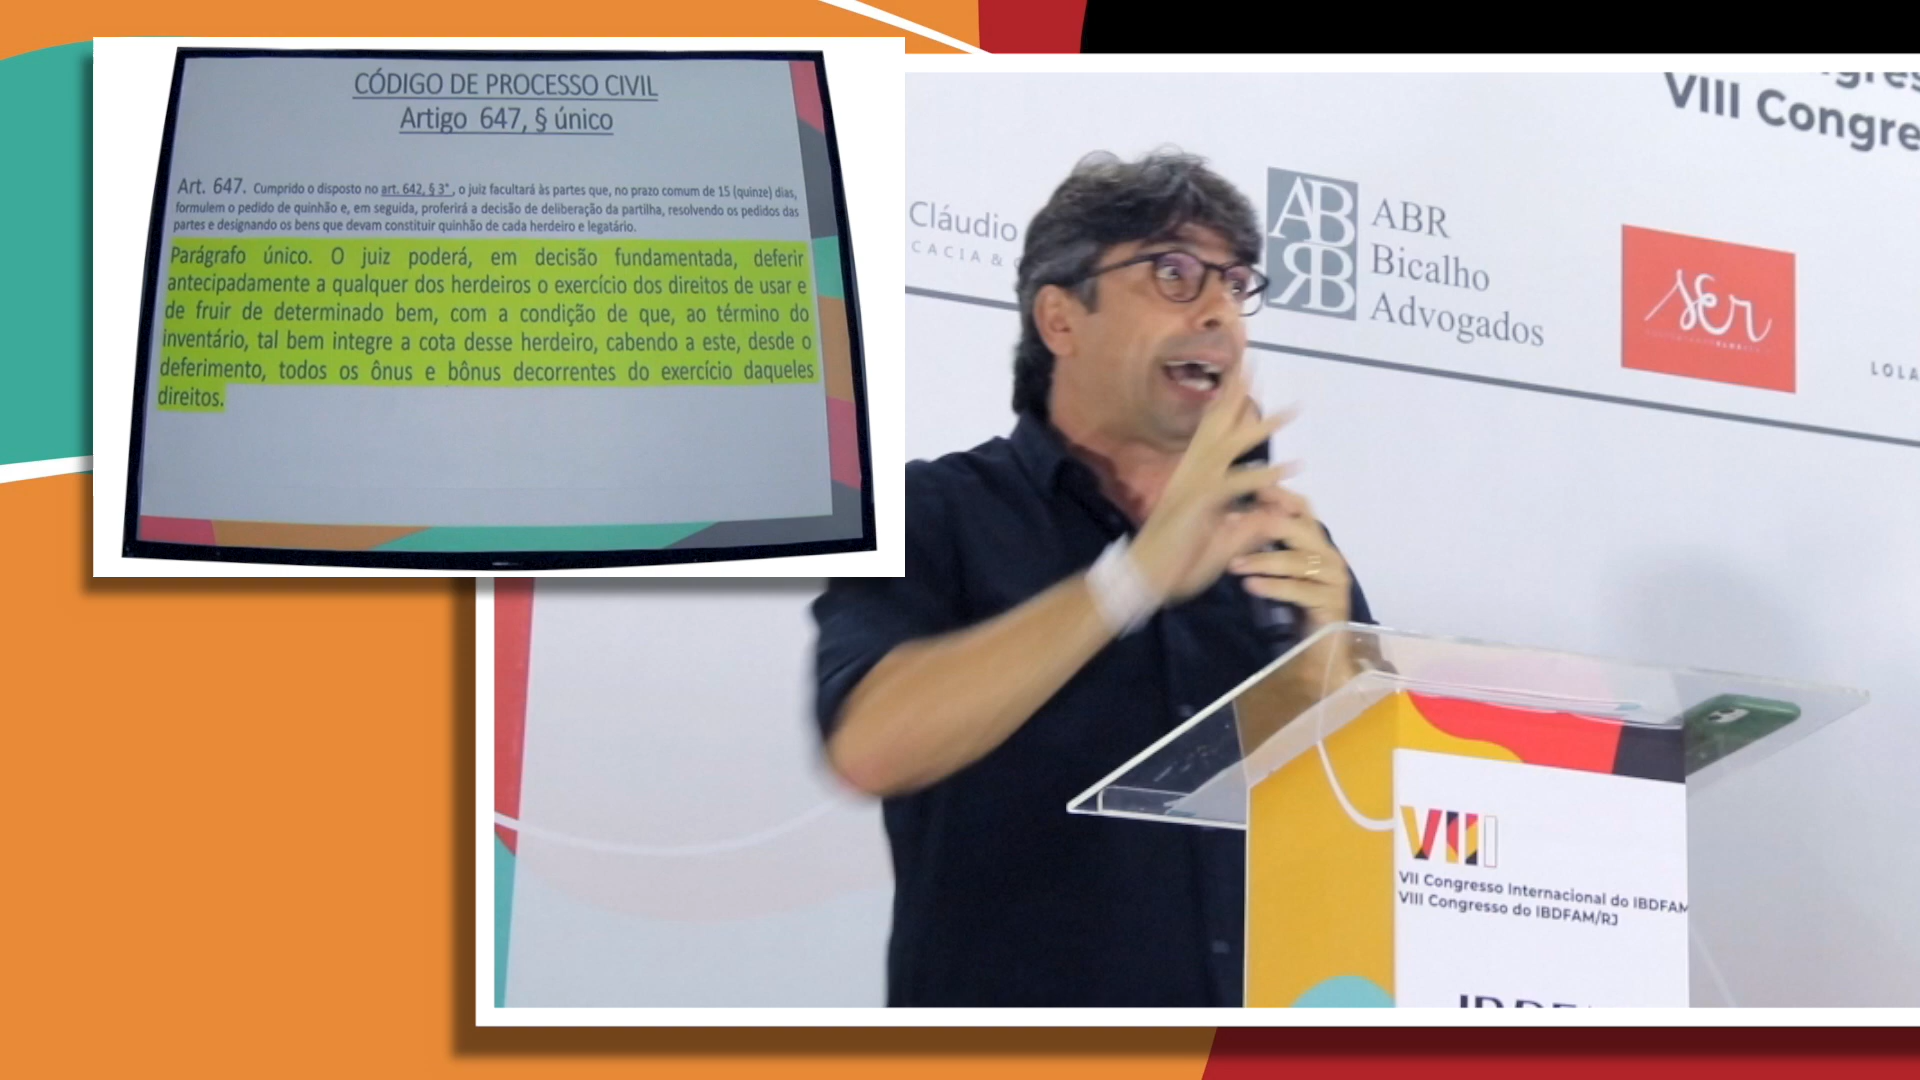 CÓDIGO DE PROCESSO CIVIL
Artigo 647, § único
Art. 647. Cumprido o disposto no art. 642, § 3º , o juiz facultará às partes que, no prazo comum de 15 (quinze) dias,
formulem o pedido de quinhão e, em seguida, proferirá a decisão de deliberação da partilha, resolvendo os pedidos das
partes e designando os bens que devam constituir quinhão de cada herdeiro e legatário.
Parágrafo único. O juiz poderá, em decisão fundamentada, deferir
antecipadamente a qualquer dos herdeiros o exercício dos direitos de usar e
de fruir de determinado bem, com a condição de que, ao término do
inventário, tal bem integre a cota desse herdeiro, cabendo a este, desde o
deferimento, todos os ônus e bônus decorrentes do exercício daqueles
direitos.
VIII Congre
Cláudio
CACIA &
ABR
Bicalho
Advogados
ser
LOLA
VIII
VII Congresso Internacional do IBDFAM
VIII Congresso do IBDFAM/RJ